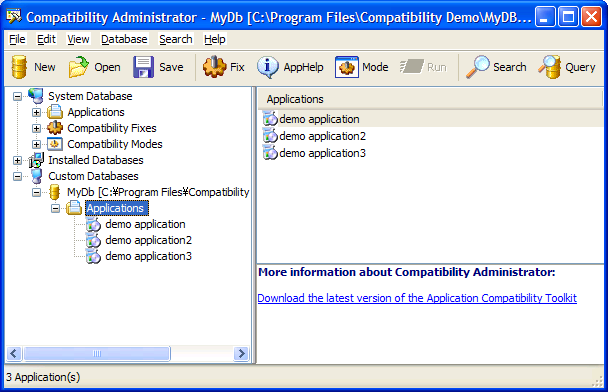 Compatibility Administrator - MyDb [C:\Program Files\Compatibility Demo\MyDB...
File Edit View Database Search Help
New Open Save Fix AppHelp Mode Run Search Query
System Database
Applications
Compatibility Fixes
Compatibility Modes
Installed Databases
Custom Databases
MyDb [C:¥Program Files¥Compatibility
Applications
demo application
demo application2
demo application3
Applications
demo application
demo application2
demo application3
More information about Compatibility Administrator:
Download the latest version of the Application Compatibility Toolkit
3 Application(s)